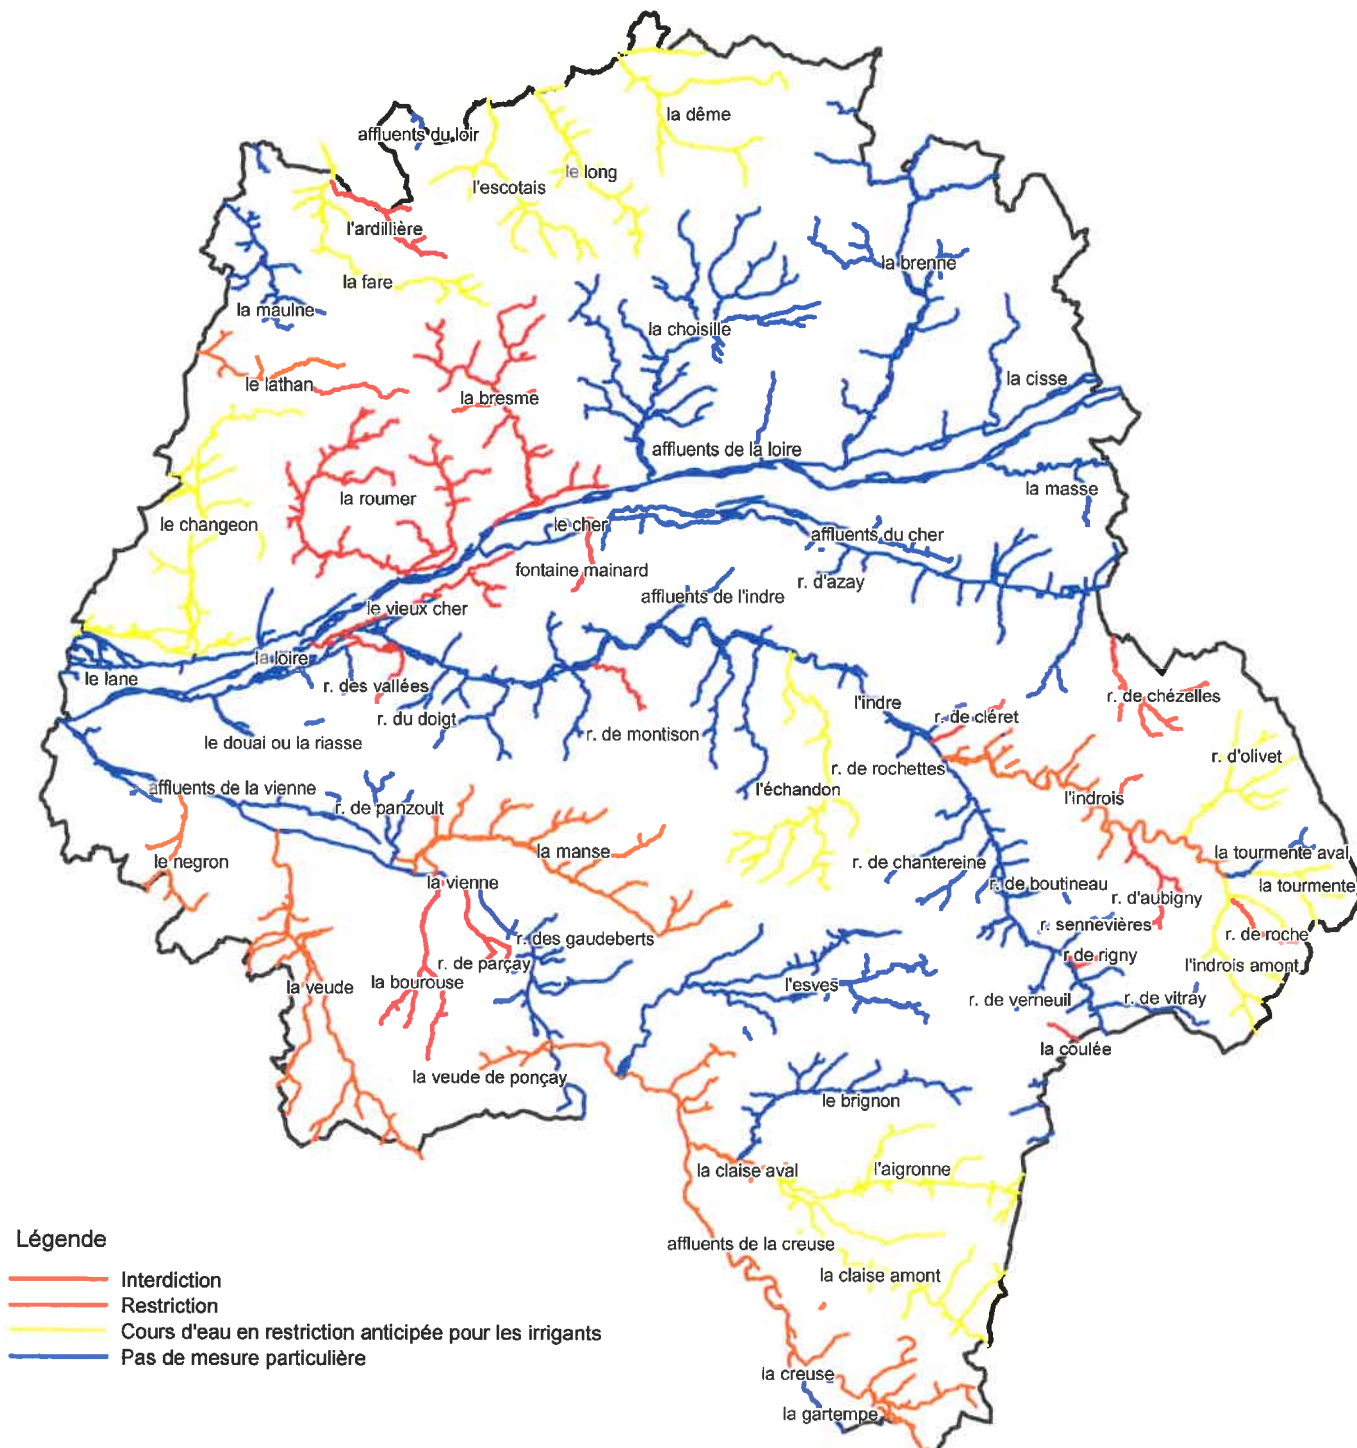 la dême
affluents du loir
le long
l'escotais
l'ardillière
la brenne
la fare
la maulne
la choisille
la cisse
le lathan
la bresme
affluents de la loire
la masse
la roumer
le changeon
le cher
affluents du cher
fontaine mainard
r. d'azay
affluents de l'indre
le vieux cher
la loire
le lane
r. des vallées
r. du doigt
l'indre
r. de chézelles
r. de cléret
le douai ou la riasse
r. de montison
r. d'olivet
r. de rochettes
affluents de la vienne
l'échandon
l'indrois
r. de panzoult
la manse
la tourmente aval
le negron
r. de chantereine
la vienne
r. de boutineau
la tourmente
r. d'aubigny
r. sennevières
r. des gaudeberts
r. de roche
r. de parçay
r de rigny
l'indrois amont
la bourouse
l'esves
la veude
r. de verneuil
r. de vitray
la coulée
la veude de ponçay
le brignon
la claise aval
l'aigronne
affluents de la creuse
la claise amont
la creuse
la gartempe
Légende
Interdiction
Restriction
Cours d'eau en restriction anticipée pour les irrigants
Pas de mesure particulière